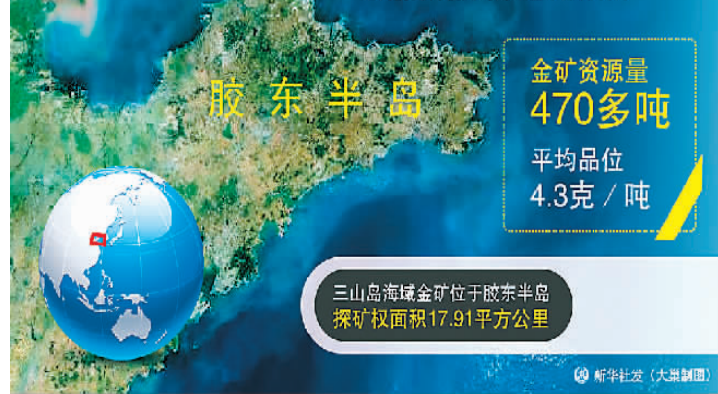 胶东半岛
金矿资源量
470多吨
平均品位
4.3克／吨
三山岛海域金矿位于胶东半岛
探矿权面积17.91平方公里
新华社发（大巢制图）